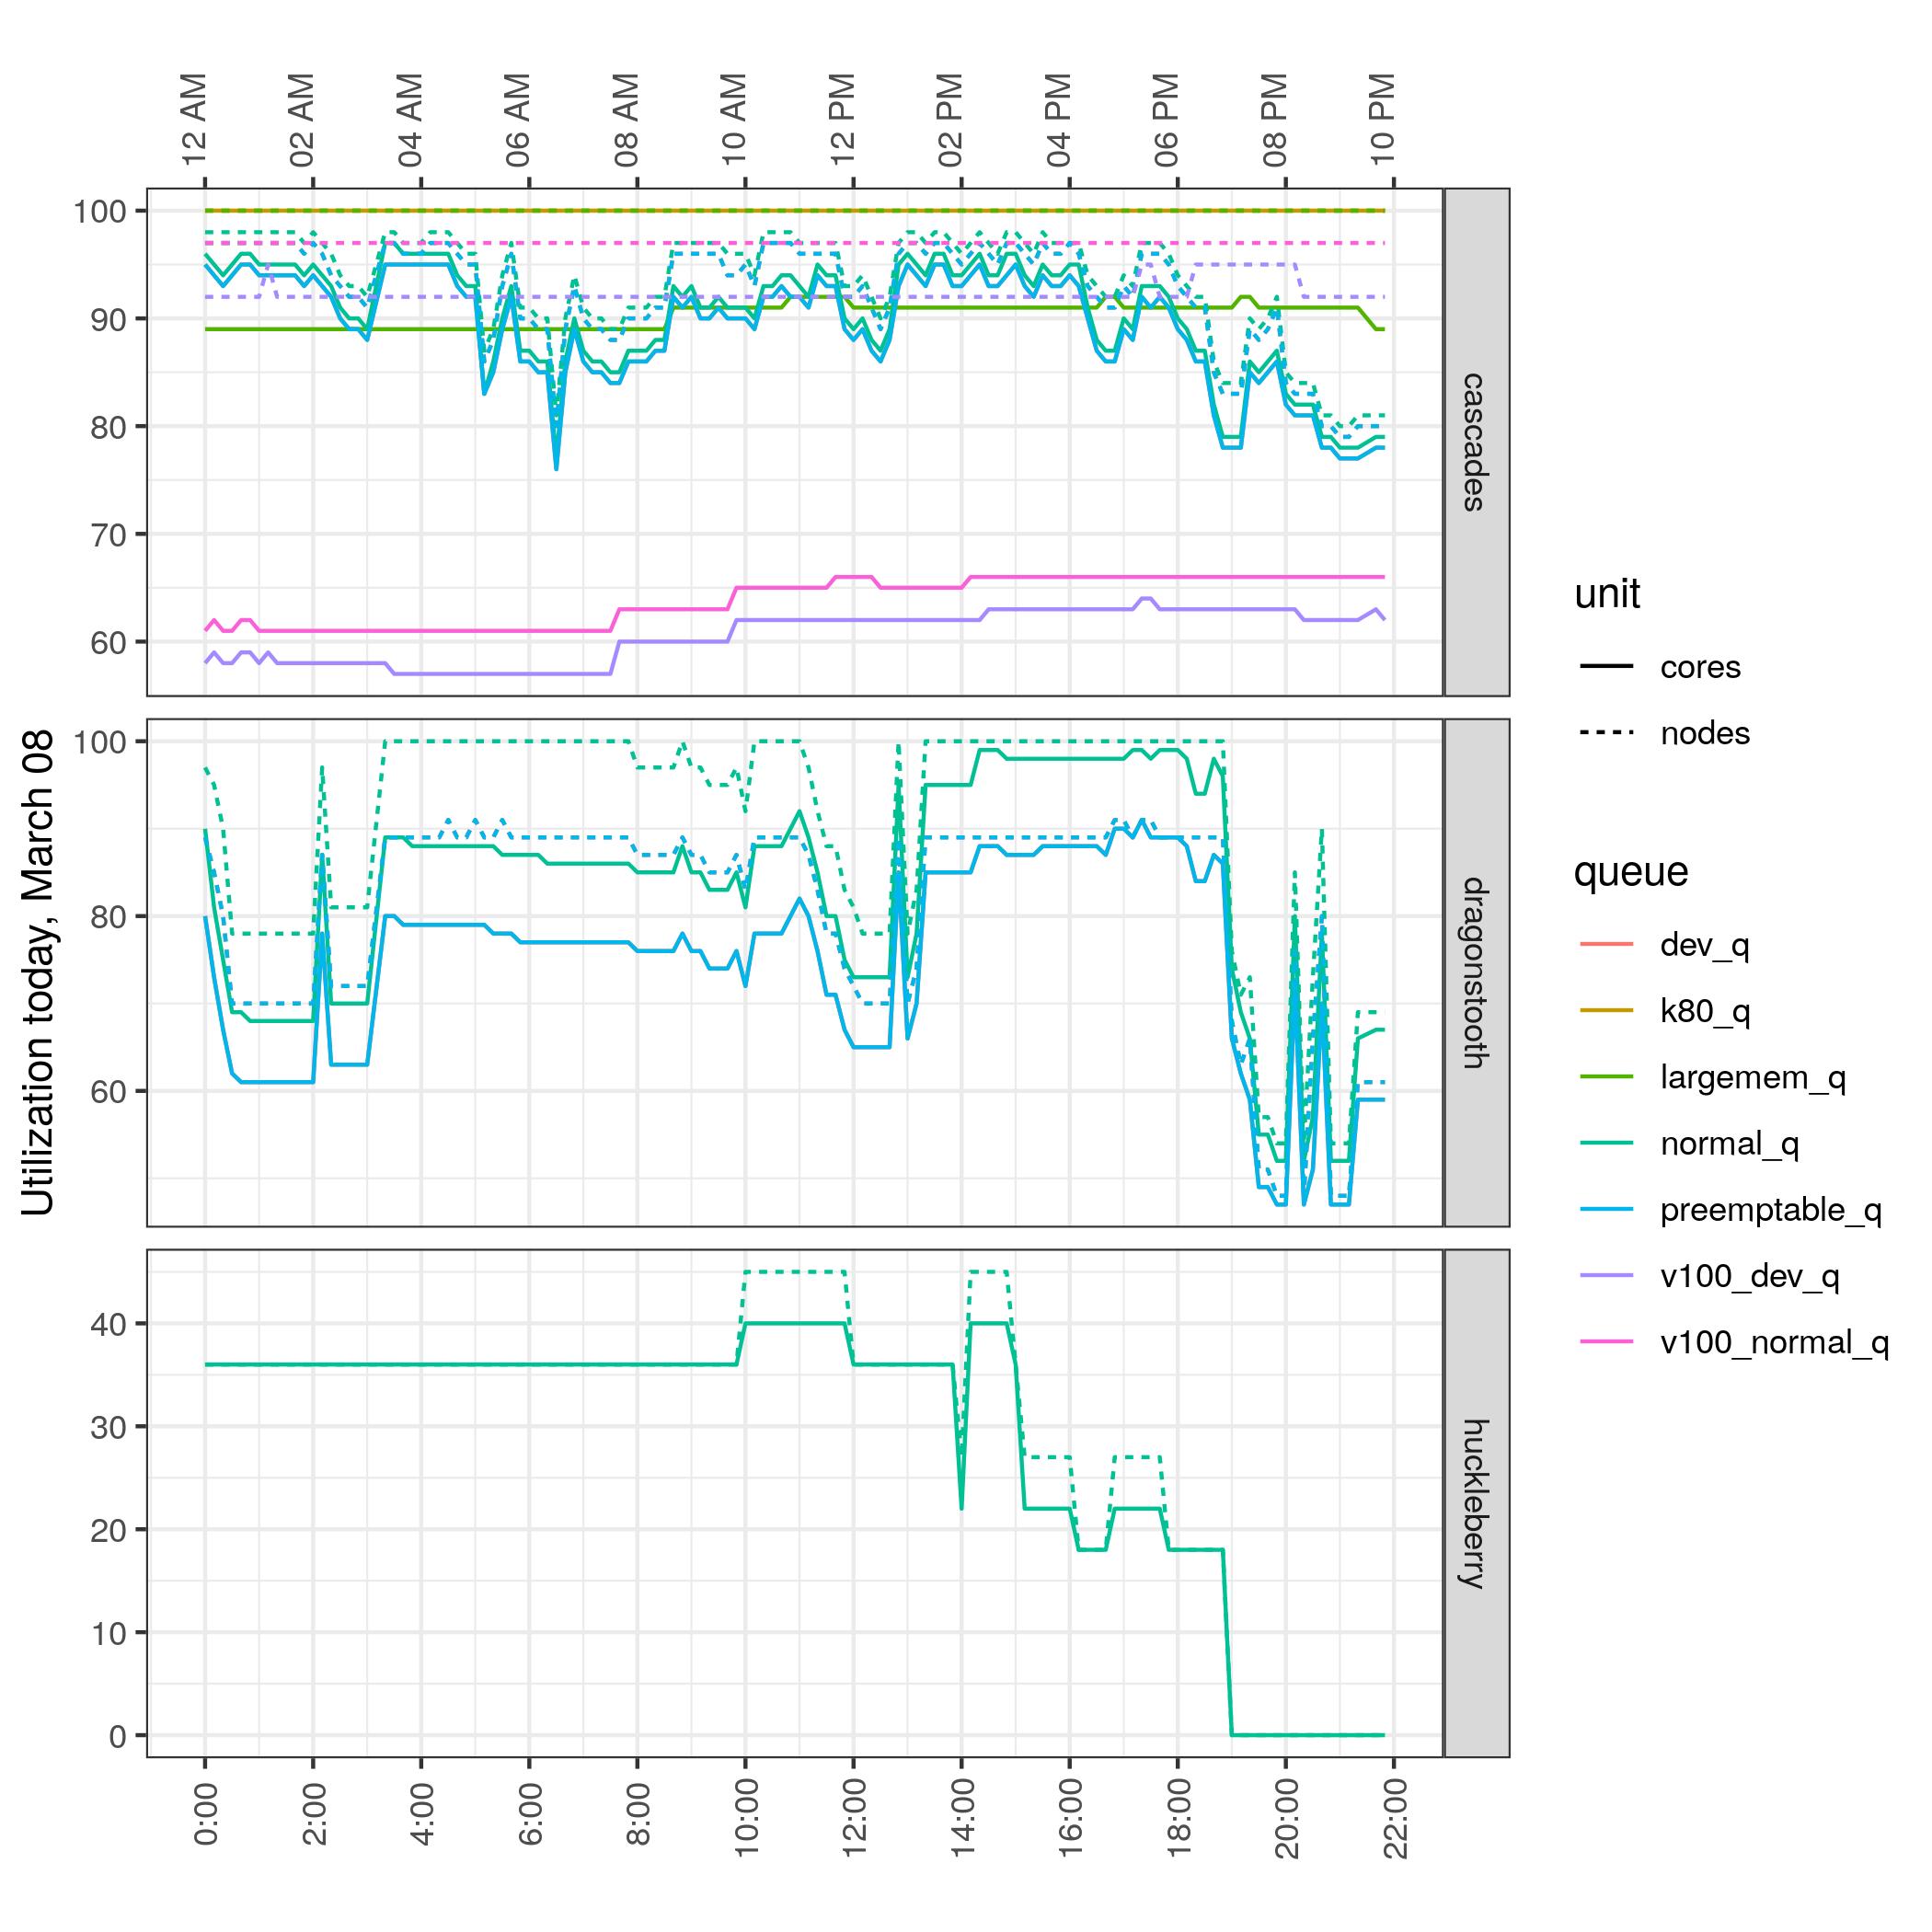 12 AM
02 AM
04 AM
06 AM
08 AM
10 AM
12 PM
02 PM
04 PM
06 PM
08 PM
10 PM
Utilization today, March 08
100
90
80
70
60
cascades
100
80
60
dragonstooth
40
30
20
10
0
huckleberry
0:00
2:00
4:00
6:00
8:00
10:00
12:00
14:00
16:00
18:00
20:00
22:00
unit
cores
nodes
queue
dev_q
k80_q
largemem_q
normal_q
preemptable_q
v100_dev_q
v100_normal_q